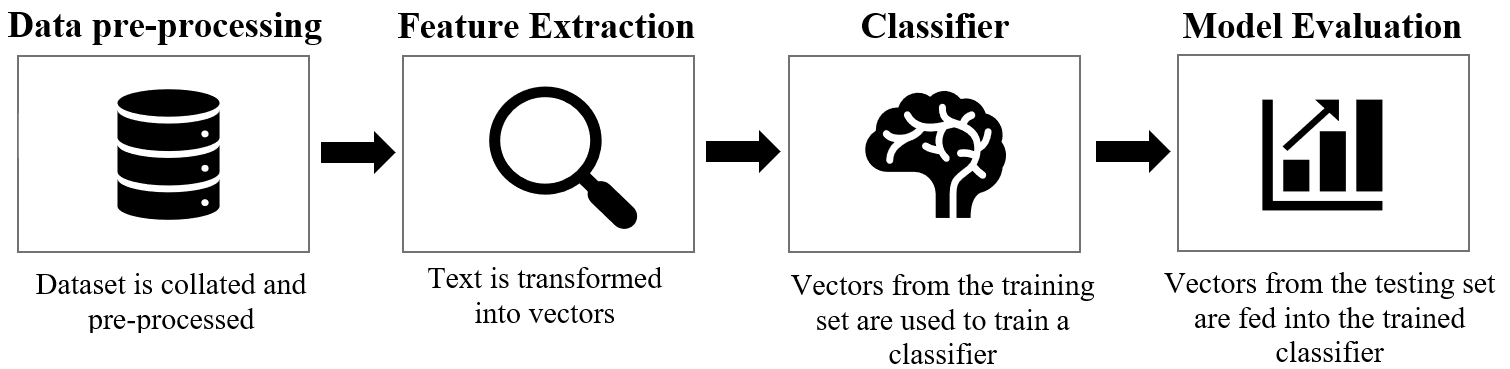 Data pre-processing
Feature Extraction
Classifier
Model Evaluation
Dataset is collated and
pre-processed
Text is transformed
into vectors
Vectors from the training
set are used to train a
classifier
Vectors from the testing set
are fed into the trained
classifier